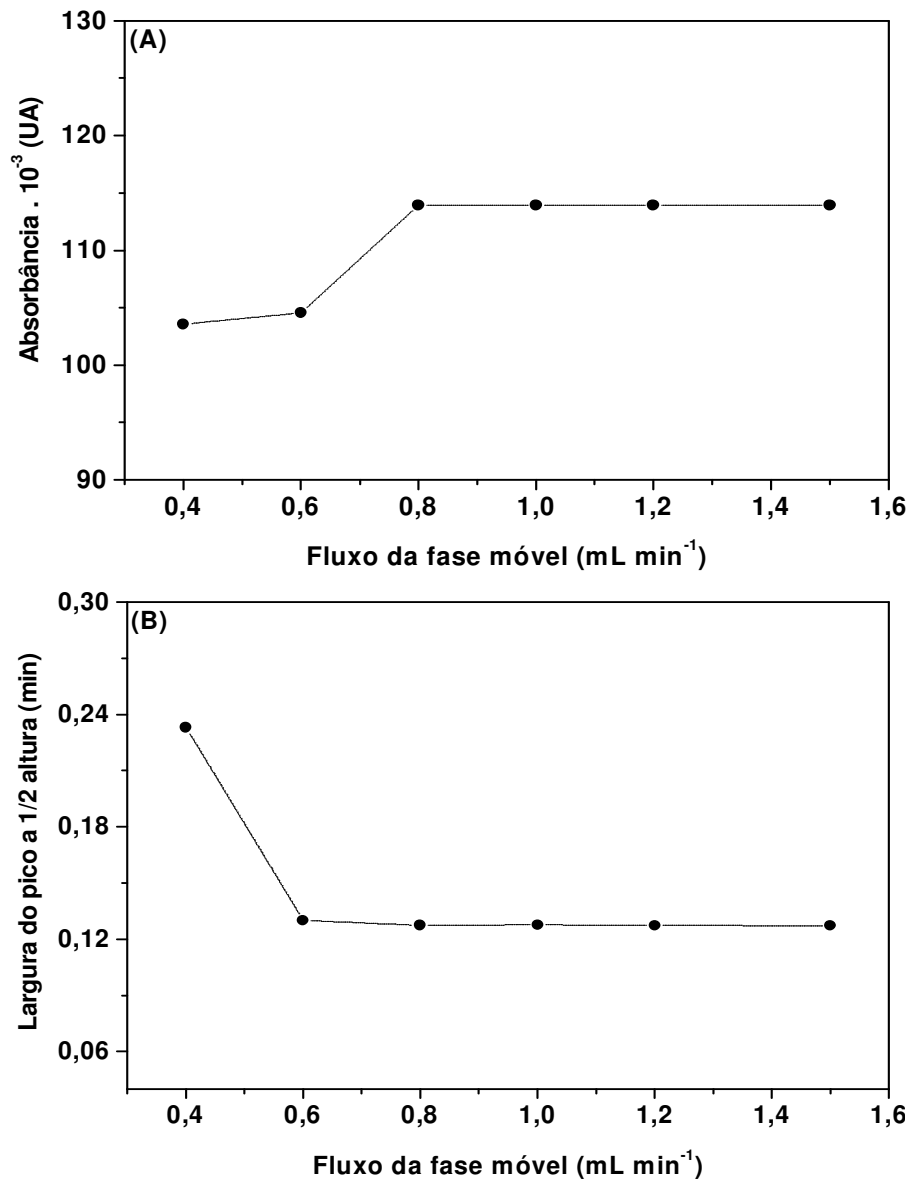 (A)
130
120
110
100
90
Absorbância . 10⁻³ (UA)
0,4 0,6 0,8 1,0 1,2 1,4 1,6
Fluxo da fase móvel (mL min⁻¹)
(B)
0,30
0,24
0,18
0,12
0,06
Largura do pico a 1/2 altura (min)
0,4 0,6 0,8 1,0 1,2 1,4 1,6
Fluxo da fase móvel (mL min⁻¹)